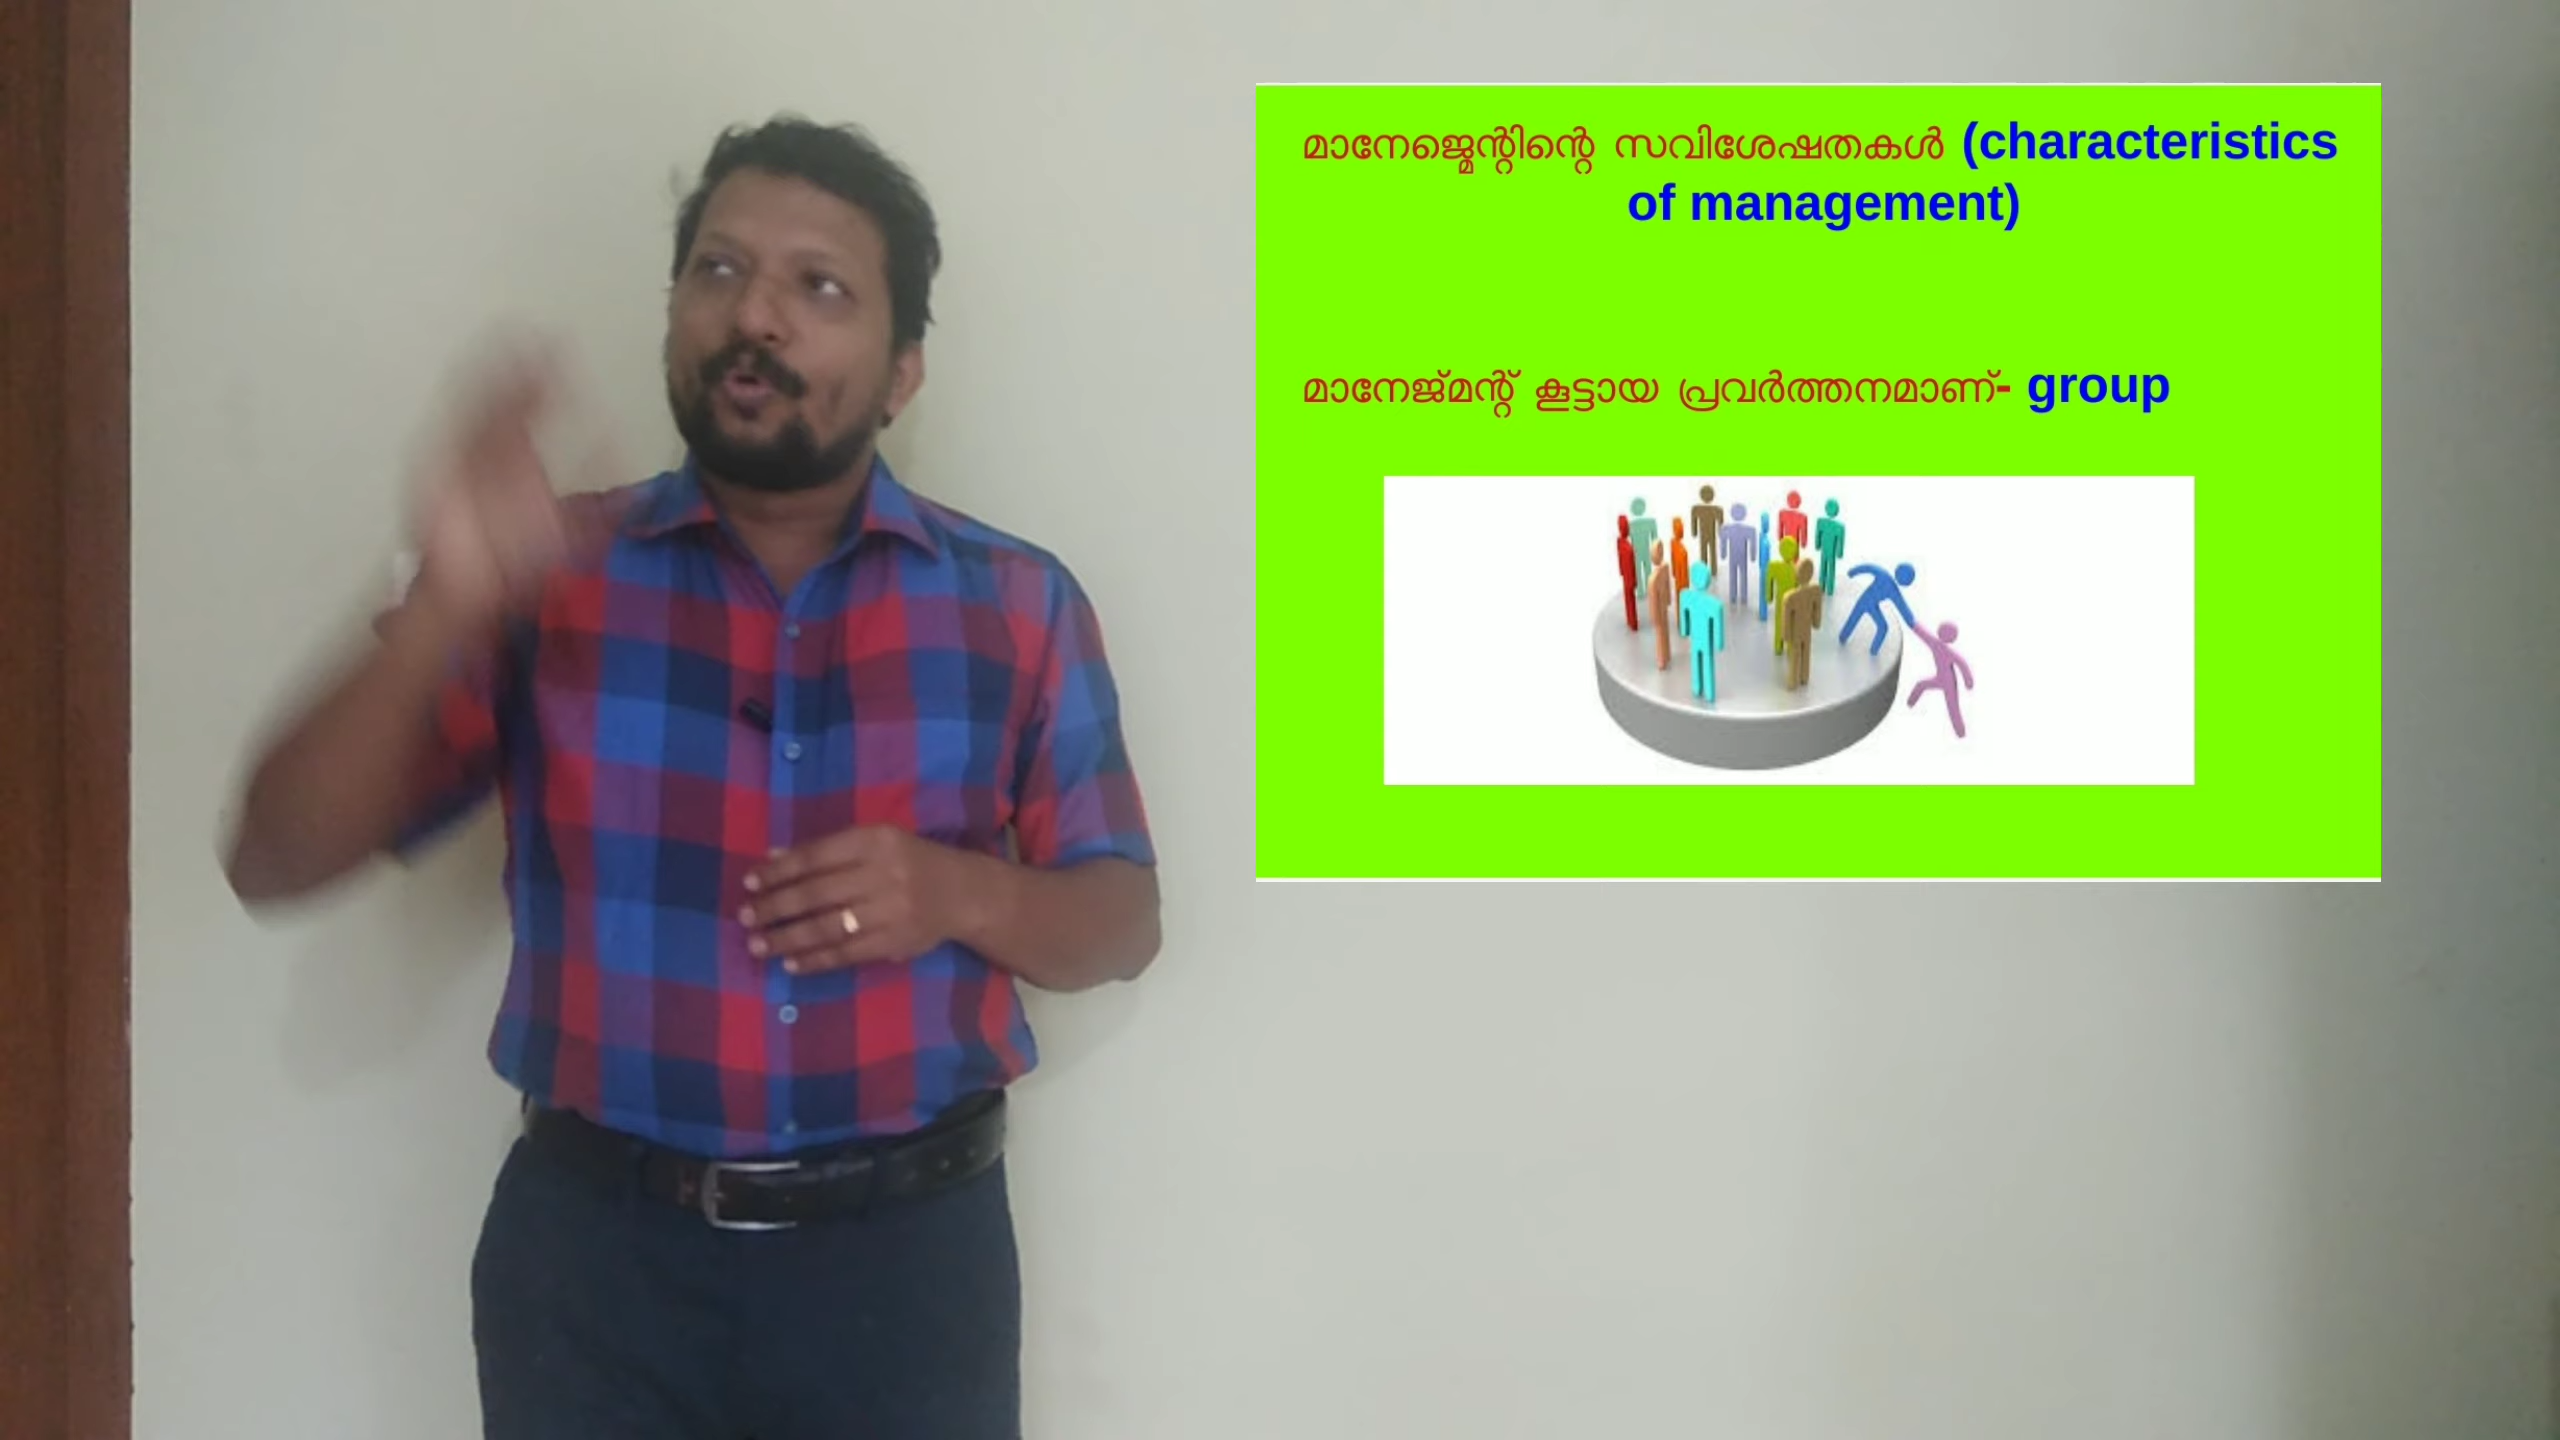 മാനേജ്മെന്റിന്റെ സവിശേഷതകൾ (characteristics
of management)
മാനേജ്മന്റ് കൂട്ടായ പ്രവർത്തനമാണ്- group